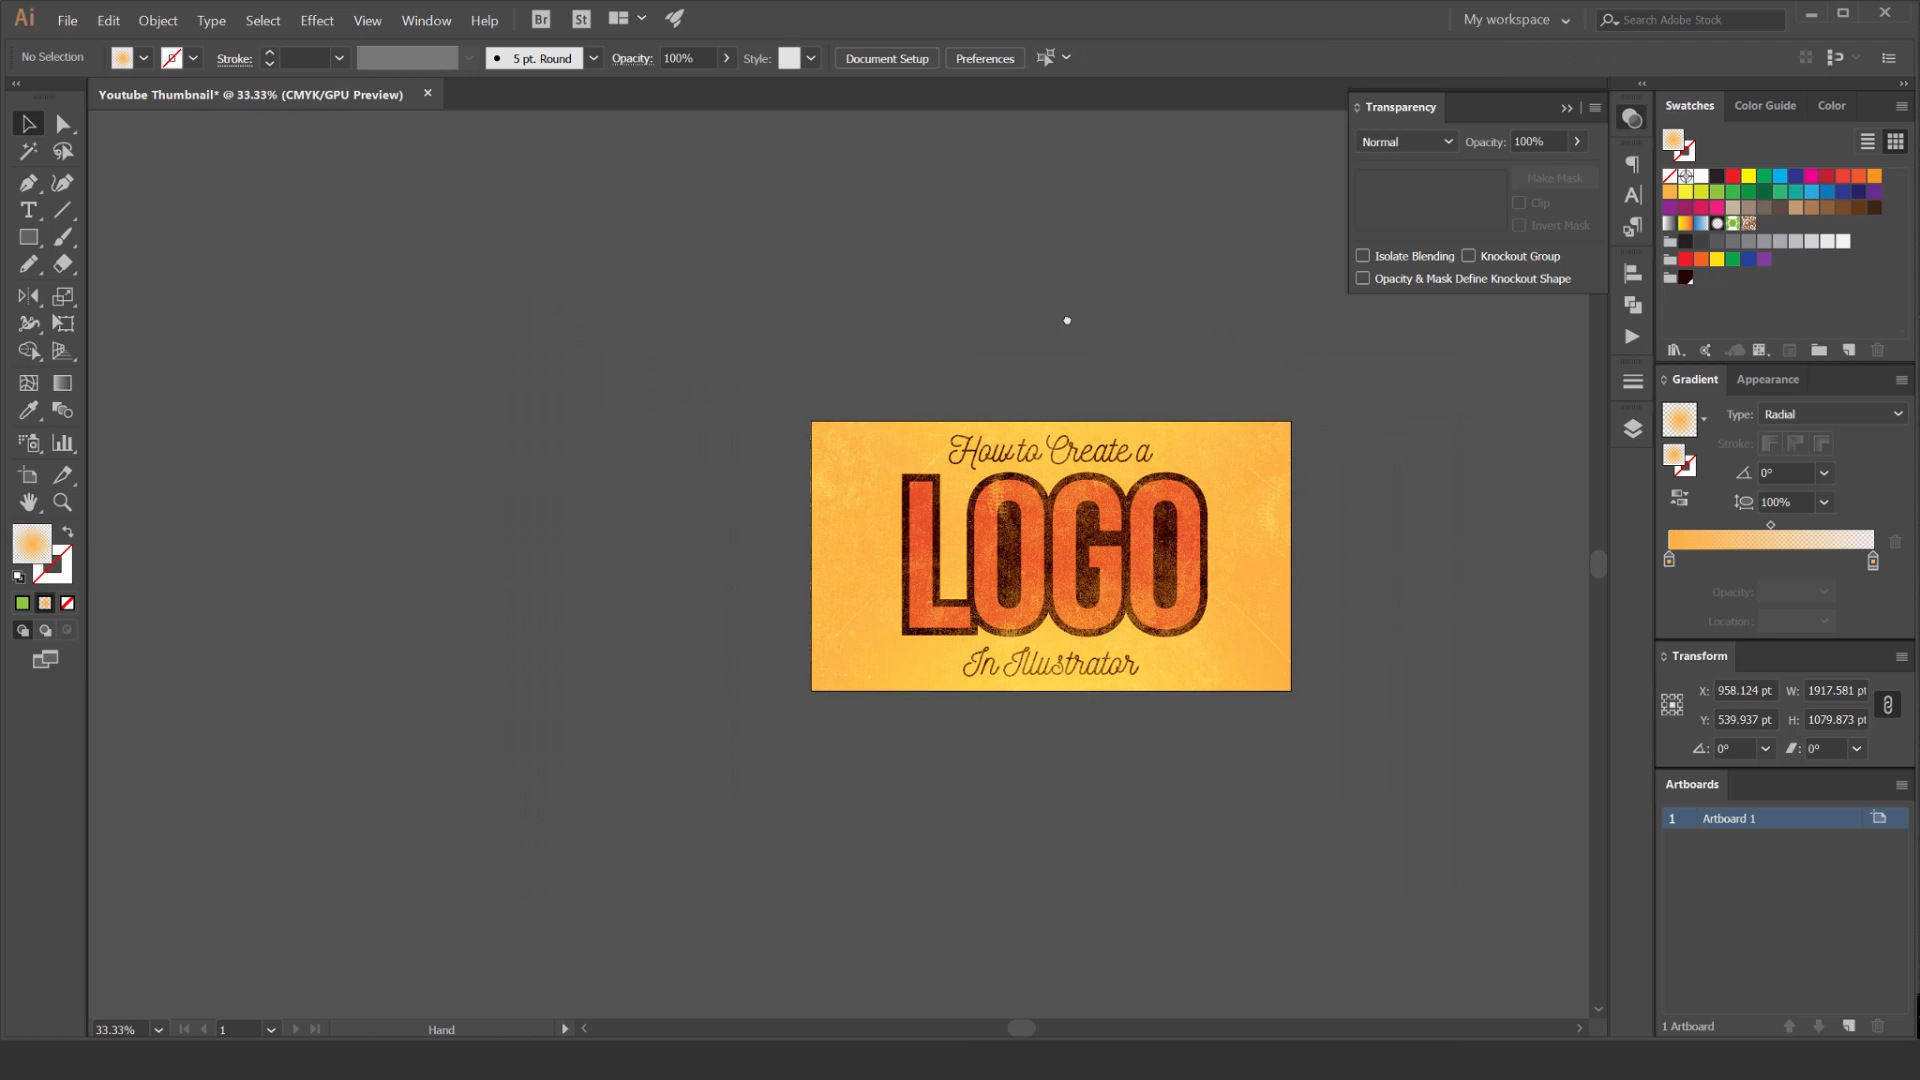 Ai File Edit Object Type Select Effect View Window Help Br St My workspace Search Adobe Stock
No Selection Stroke: 5 pt. Round Opacity: 100% Style: Document Setup Preferences
Youtube Thumbnail* @ 33.33% (CMYK/GPU Preview)
Transparency
Normal Opacity: 100%
Make Mask
Clip
Invert Mask
Isolate Blending Knockout Group
Opacity & Mask Define Knockout Shape
Swatches Color Guide Color
Gradient Appearance
Type: Radial
Stroke:
0°
100%
Opacity:
Location:
Transform
X: 958.124 pt W: 1917.581 pt
Y: 539.937 pt H: 1079.873 pt
0° 0°
Artboards
1 Artboard 1
1 Artboard
How to Create a
LOGO
In Illustrator
33.33% 1 Hand